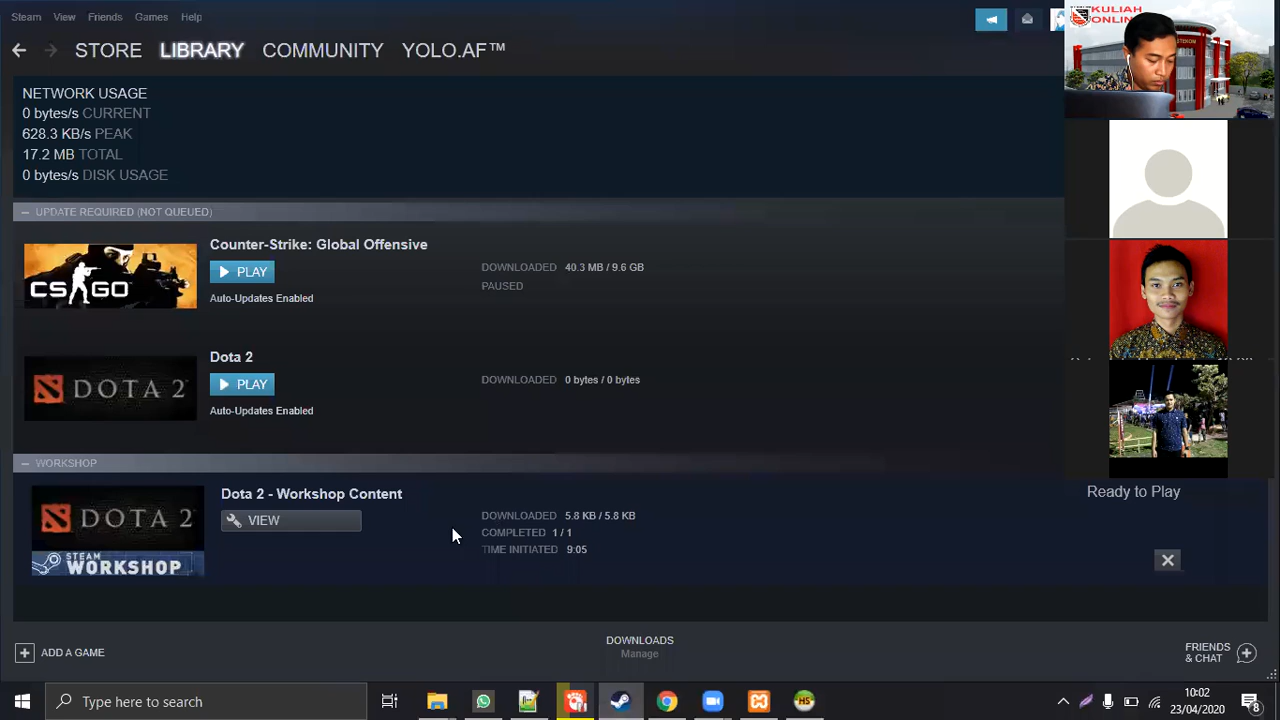 Steam View Friends Games Help
STORE LIBRARY COMMUNITY YOLO.AF™
KULIAH
ONLINE
NETWORK USAGE
0 bytes/s CURRENT
628.3 KB/s PEAK
17.2 MB TOTAL
0 bytes/s DISK USAGE
UPDATE REQUIRED (NOT QUEUED)
CS GO
Counter-Strike: Global Offensive
PLAY
Auto-Updates Enabled
DOWNLOADED 40.3 MB / 9.6 GB
PAUSED
DOTA 2
Dota 2
PLAY
Auto-Updates Enabled
DOWNLOADED 0 bytes / 0 bytes
WORKSHOP
DOTA 2
STEAM
WORKSHOP
Dota 2 - Workshop Content
VIEW
DOWNLOADED 5.8 KB / 5.8 KB
COMPLETED 1 / 1
TIME INITIATED 9:05
Ready to Play
ADD A GAME
DOWNLOADS
Manage
FRIENDS
& CHAT
Type here to search
H5
10:02
23/04/2020
8